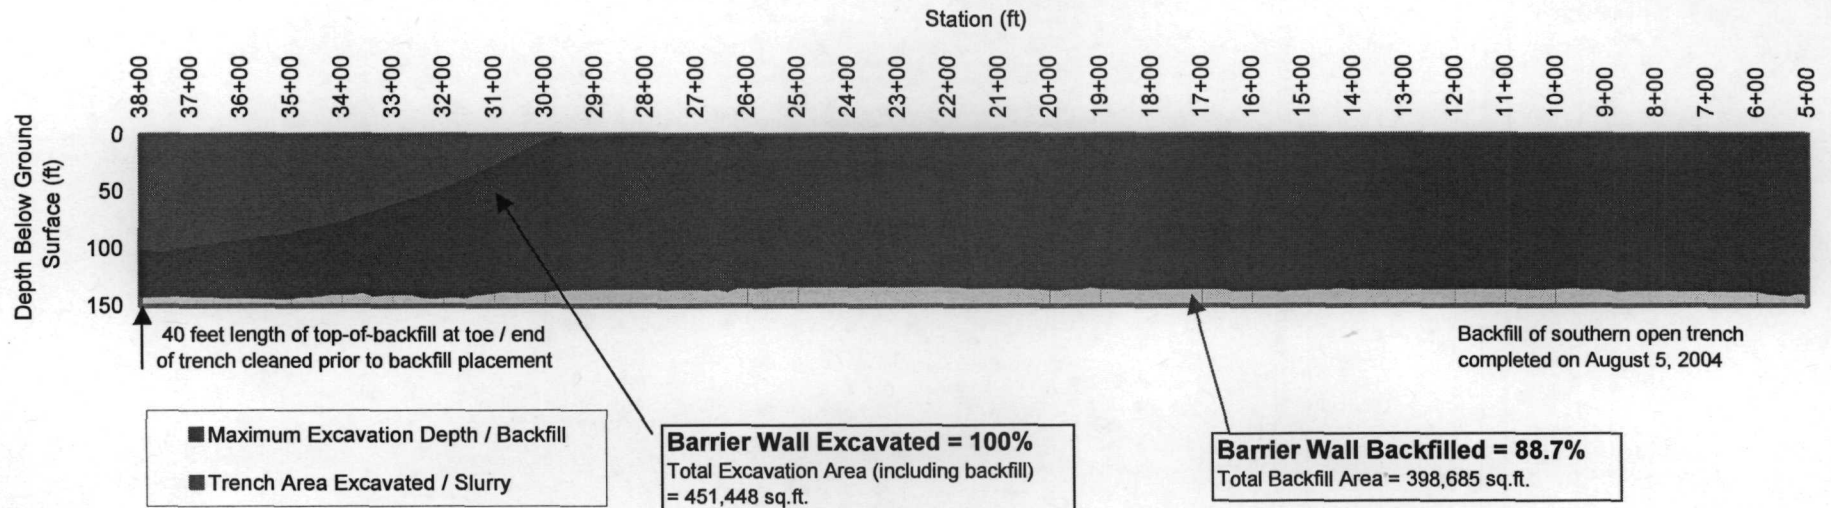 Station (ft)
38+00 37+00 36+00 35+00 34+00 33+00 32+00 31+00 30+00 29+00 28+00 27+00 26+00 25+00 24+00 23+00 22+00 21+00 20+00 19+00 18+00 17+00 16+00 15+00 14+00 13+00 12+00 11+00 10+00 9+00 8+00 7+00 6+00 5+00
Depth Below Ground
Surface (ft)
0
50
100
150
40 feet length of top-of-backfill at toe / end
of trench cleaned prior to backfill placement
Backfill of southern open trench
completed on August 5, 2004
Maximum Excavation Depth / Backfill
Trench Area Excavated / Slurry
Barrier Wall Excavated = 100%
Total Excavation Area (including backfill)
= 451,448 sq.ft.
Barrier Wall Backfilled = 88.7%
Total Backfill Area = 398,685 sq.ft.